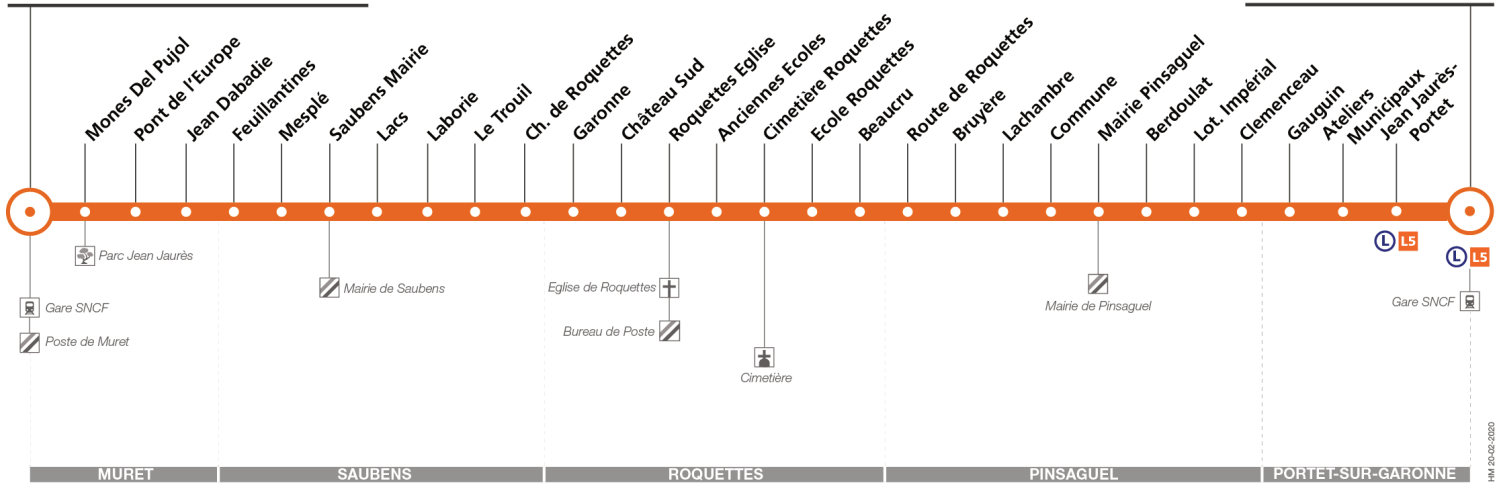 Mones Del Pujol
Pont de l'Europe
Jean Dabadie
Feuillantines
Mesplé
Saubens Mairie
Lacs
Laborie
Le Trouil
Ch. de Roquettes
Garonne
Château Sud
Roquettes Eglise
Anciennes Ecoles
Cimetière Roquettes
Ecole Roquettes
Beaucru
Route de Roquettes
Bruyère
Lachambre
Commune
Mairie Pinsaguel
Berdoulat
Lot. Impérial
Clemenceau
Gauguin
Ateliers
Municipaux
Jean Jaurès-
Portet
Parc Jean Jaurès
Gare SNCF
Poste de Muret
Mairie de Saubens
Eglise de Roquettes
Bureau de Poste
Cimetière
Mairie de Pinsaguel
L L5
L L5
Gare SNCF
MURET
SAUBENS
ROQUETTES
PINSAGUEL
PORTET-SUR-GARONNE
HM 20-02-2020